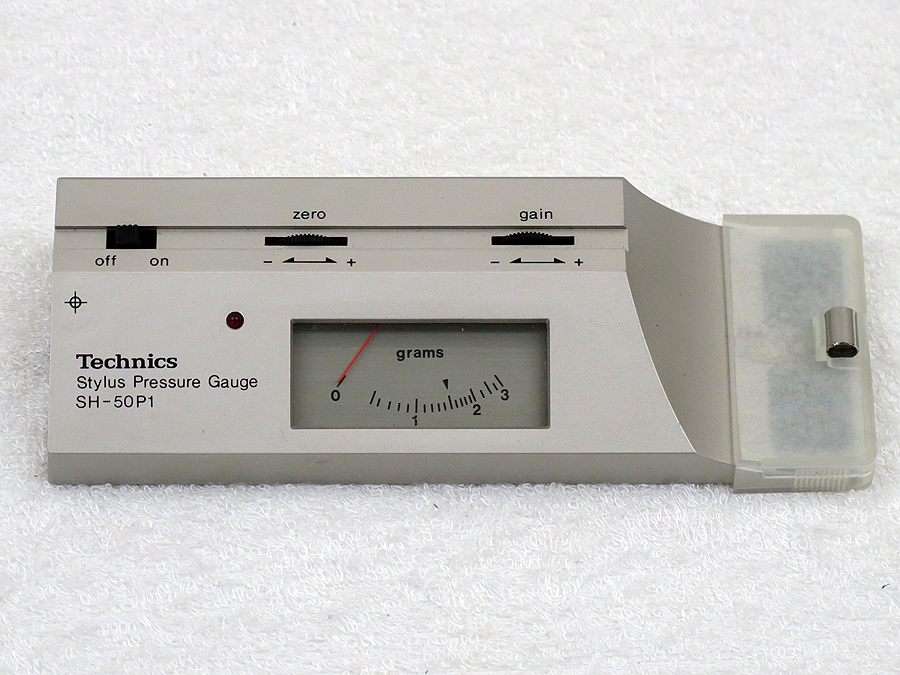 zero
gain
off on
- +
- +
Technics
Stylus Pressure Gauge
SH-50P1
grams
0 1 2 3